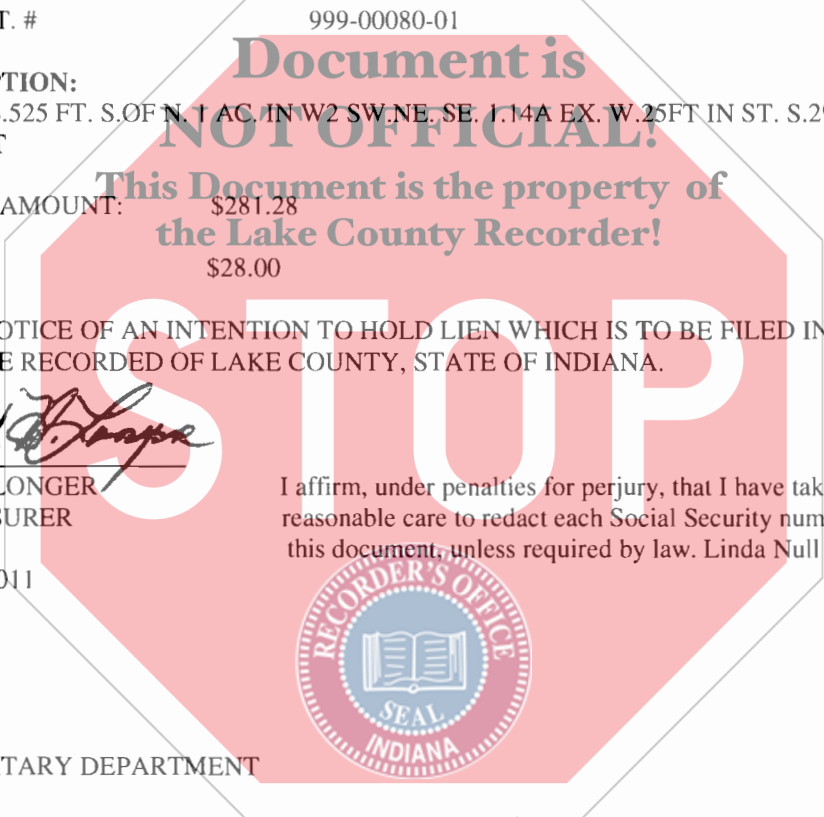 T. # 999-00080-01
Document is
TION:
.525 FT. S.OF N. 1 AC. IN W2 SW.NE. SE. 1.14A EX. W.25FT IN ST. S.29
NOT OFFICIAL!
T
This Document is the property of
AMOUNT: $281.28
the Lake County Recorder!
$28.00
OTICE OF AN INTENTION TO HOLD LIEN WHICH IS TO BE FILED IN
E RECORDED OF LAKE COUNTY, STATE OF INDIANA.
STOP
LONGER
SURER
I affirm, under penalties for perjury, that I have tak
reasonable care to redact each Social Security num
this document, unless required by law. Linda Null
011
RECORDER'S OFFICE
SEAL
INDIANA
TARY DEPARTMENT